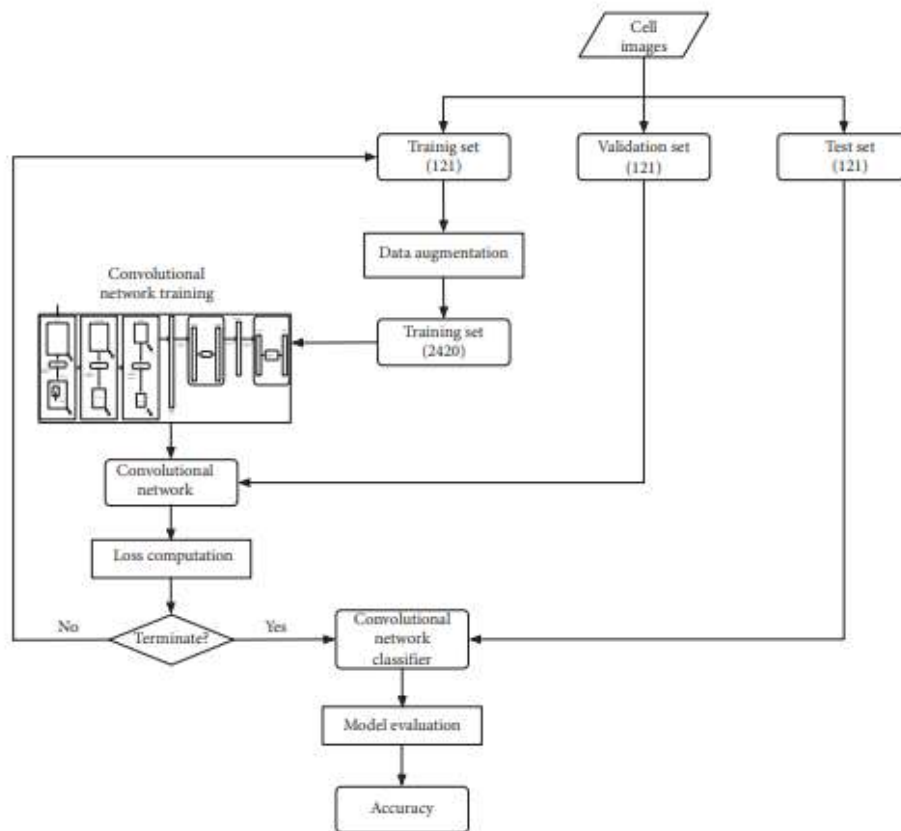 Cell
images
Trainig set
(121)
Validation set
(121)
Test set
(121)
Data augmentation
Convolutional
network training
Training set
(2420)
Convolutional
network
Loss computation
No
Terminate?
Yes
Convolutional
network
classifier
Model evaluation
Accuracy